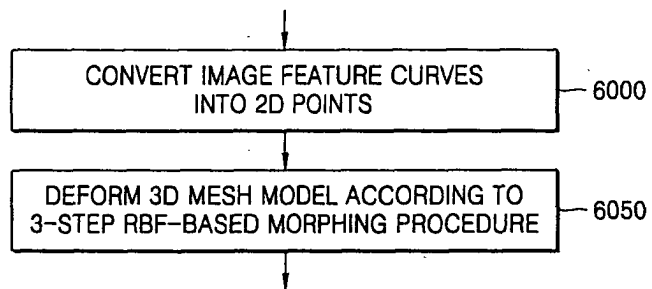 CONVERT IMAGE FEATURE CURVES
INTO 2D POINTS
6000
DEFORM 3D MESH MODEL ACCORDING TO
3-STEP RBF-BASED MORPHING PROCEDURE
6050